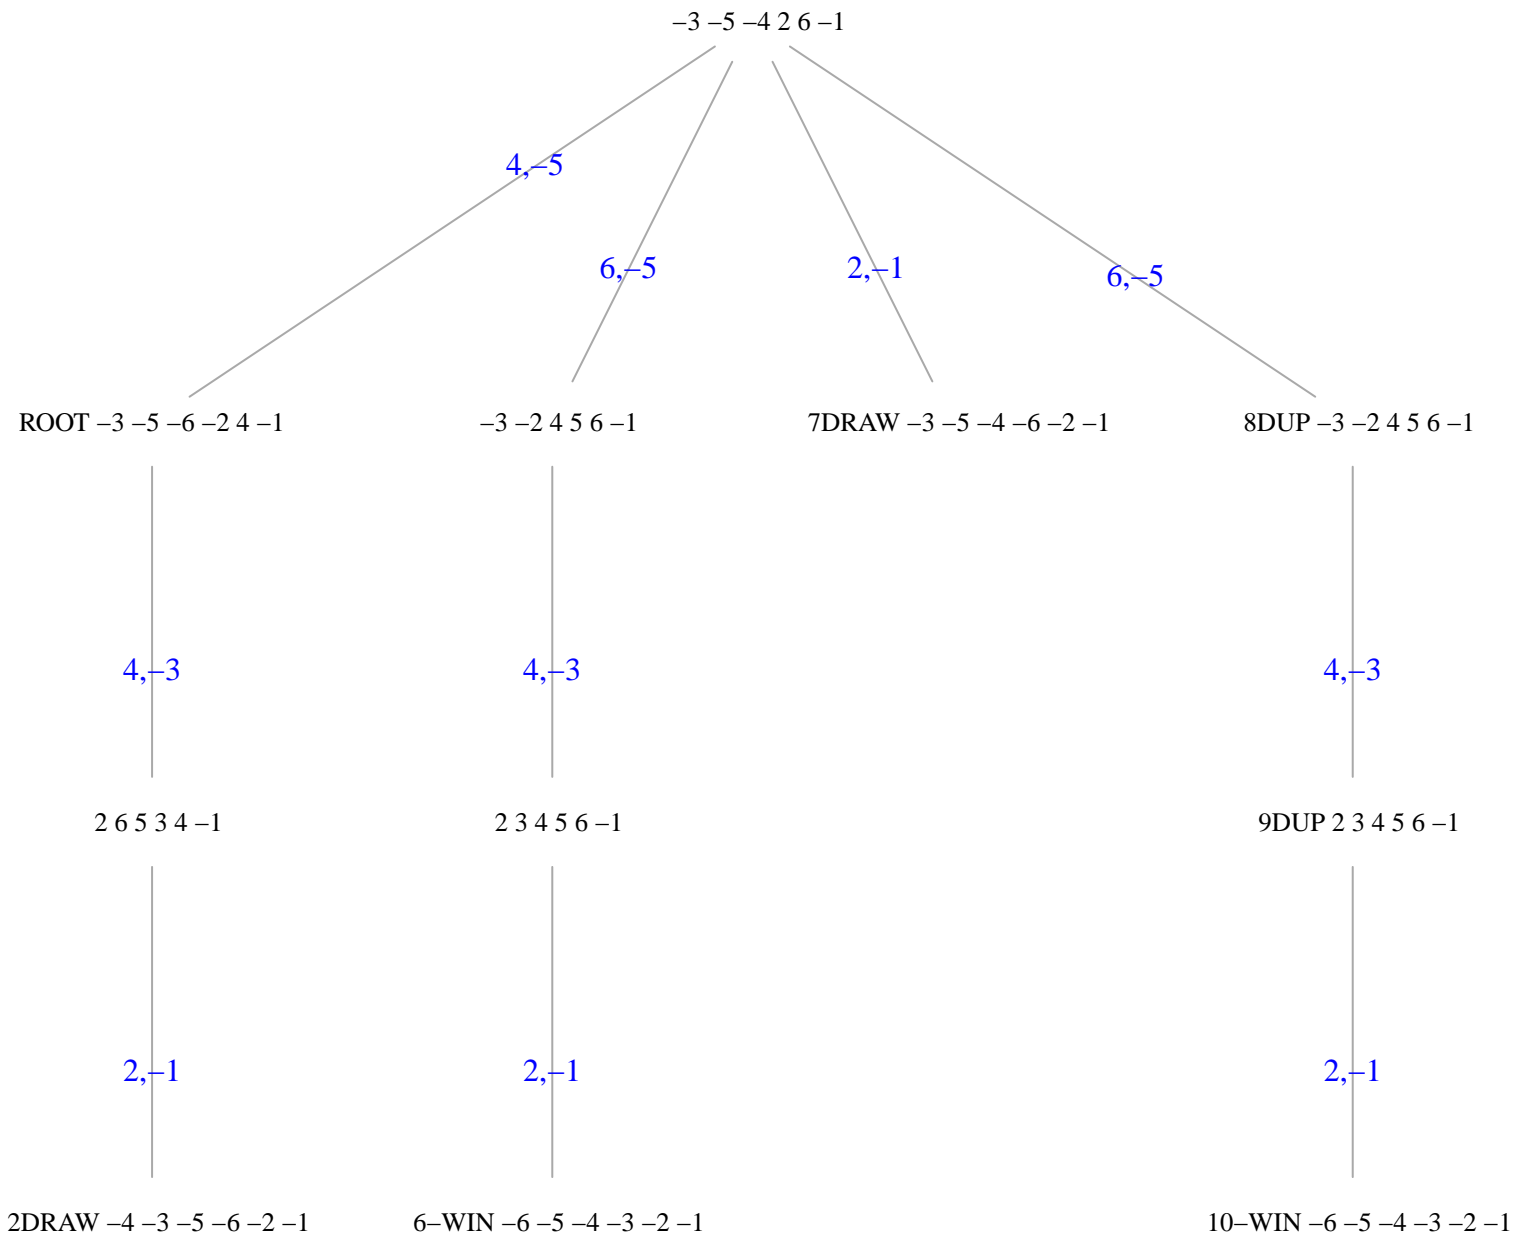 –3 –5 –4 2 6 –1
4,–5
6,–5
2,–1
6,–5
ROOT –3 –5 –6 –2 4 –1
–3 –2 4 5 6 –1
7DRAW –3 –5 –4 –6 –2 –1
8DUP –3 –2 4 5 6 –1
4,–3
4,–3
4,–3
2 6 5 3 4 –1
2 3 4 5 6 –1
9DUP 2 3 4 5 6 –1
2,–1
2,–1
2,–1
2DRAW –4 –3 –5 –6 –2 –1
6–WIN –6 –5 –4 –3 –2 –1
10–WIN –6 –5 –4 –3 –2 –1